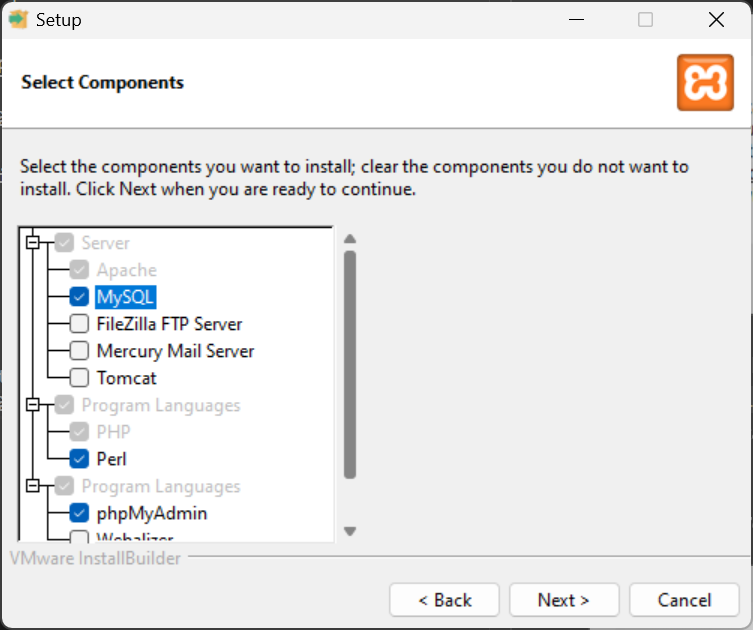 Setup
Select Components
Select the components you want to install; clear the components you do not want to
install. Click Next when you are ready to continue.
Server
Apache
MySQL
FileZilla FTP Server
Mercury Mail Server
Tomcat
Program Languages
PHP
Perl
Program Languages
phpMyAdmin
Webalizer
VMware InstallBuilder
< Back
Next >
Cancel